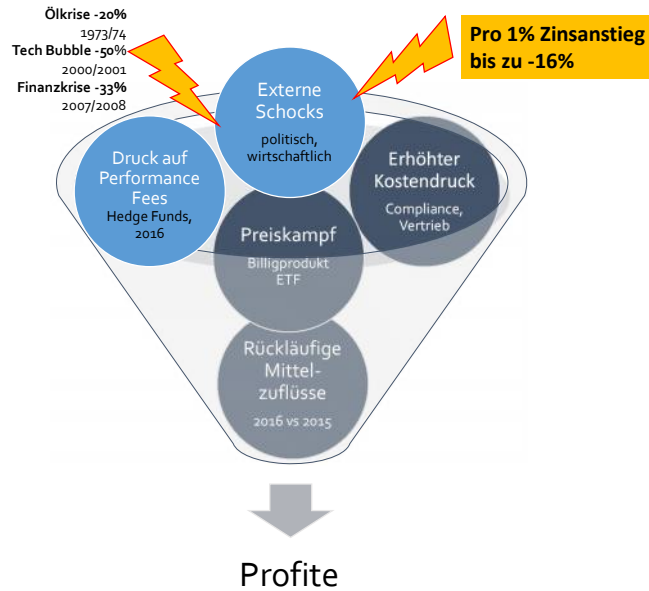 Ölkrise -20%
1973/74
Tech Bubble -50%
2000/2001
Finanzkrise -33%
2007/2008
Pro 1% Zinsanstieg
bis zu -16%
Externe
Schocks
politisch,
wirtschaftlich
Druck auf
Performance
Fees
Hedge Funds,
2016
Erhöhter
Kostendruck
Compliance,
Vertrieb
Preiskampf
Billigprodukt
ETF
Rückläufige
Mittel-
zuflüsse
2016 vs 2015
Profite